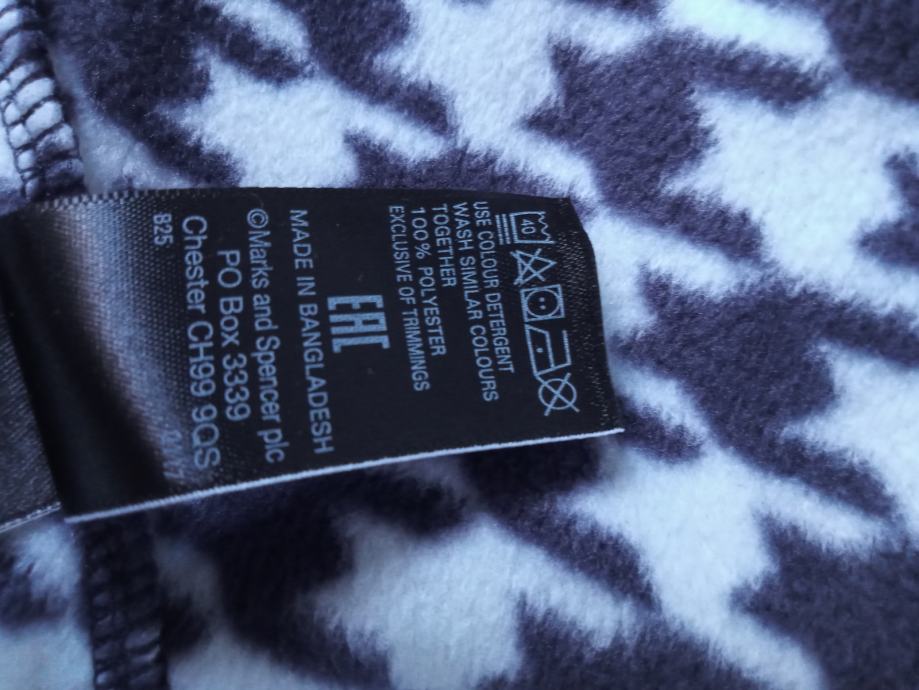 40
USE COLOUR DETERGENT
WASH SIMILAR COLOURS
TOGETHER
100% POLYESTER
EXCLUSIVE OF TRIMMINGS
EAC
MADE IN BANGLADESH
©Marks and Spencer plc
PO Box 3339
Chester CH99 9QS
B25